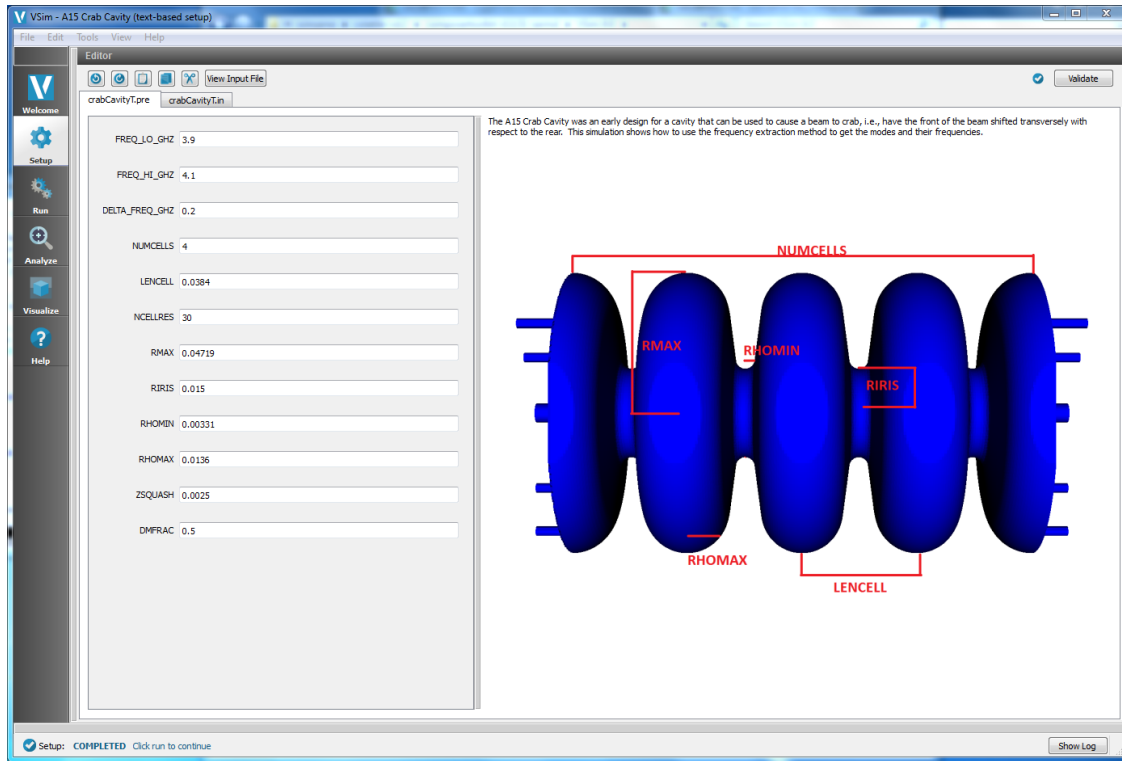 VSim - A15 Crab Cavity (text-based setup)
File Edit Tools View Help
Editor
View Input File
Validate
crabCavityT.pre crabCavityT.in
Welcome
Setup
Run
Analyze
Visualize
Help
FREQ_LO_GHZ 3.9
FREQ_HI_GHZ 4.1
DELTA_FREQ_GHZ 0.2
NUMCELLS 4
LENCELL 0.0384
NCELLRES 30
RMAX 0.04719
RIRIS 0.015
RHOMIN 0.00331
RHOMAX 0.0136
ZSQUASH 0.0025
DMFRAC 0.5
The A15 Crab Cavity was an early design for a cavity that can be used to cause a beam to crab, i.e., have the front of the beam shifted transversely with
respect to the rear. This simulation shows how to use the frequency extraction method to get the modes and their frequencies.
NUMCELLS
RMAX
RHOMIN
RIRIS
RHOMAX
LENCELL
Setup: COMPLETED Click run to continue
Show Log